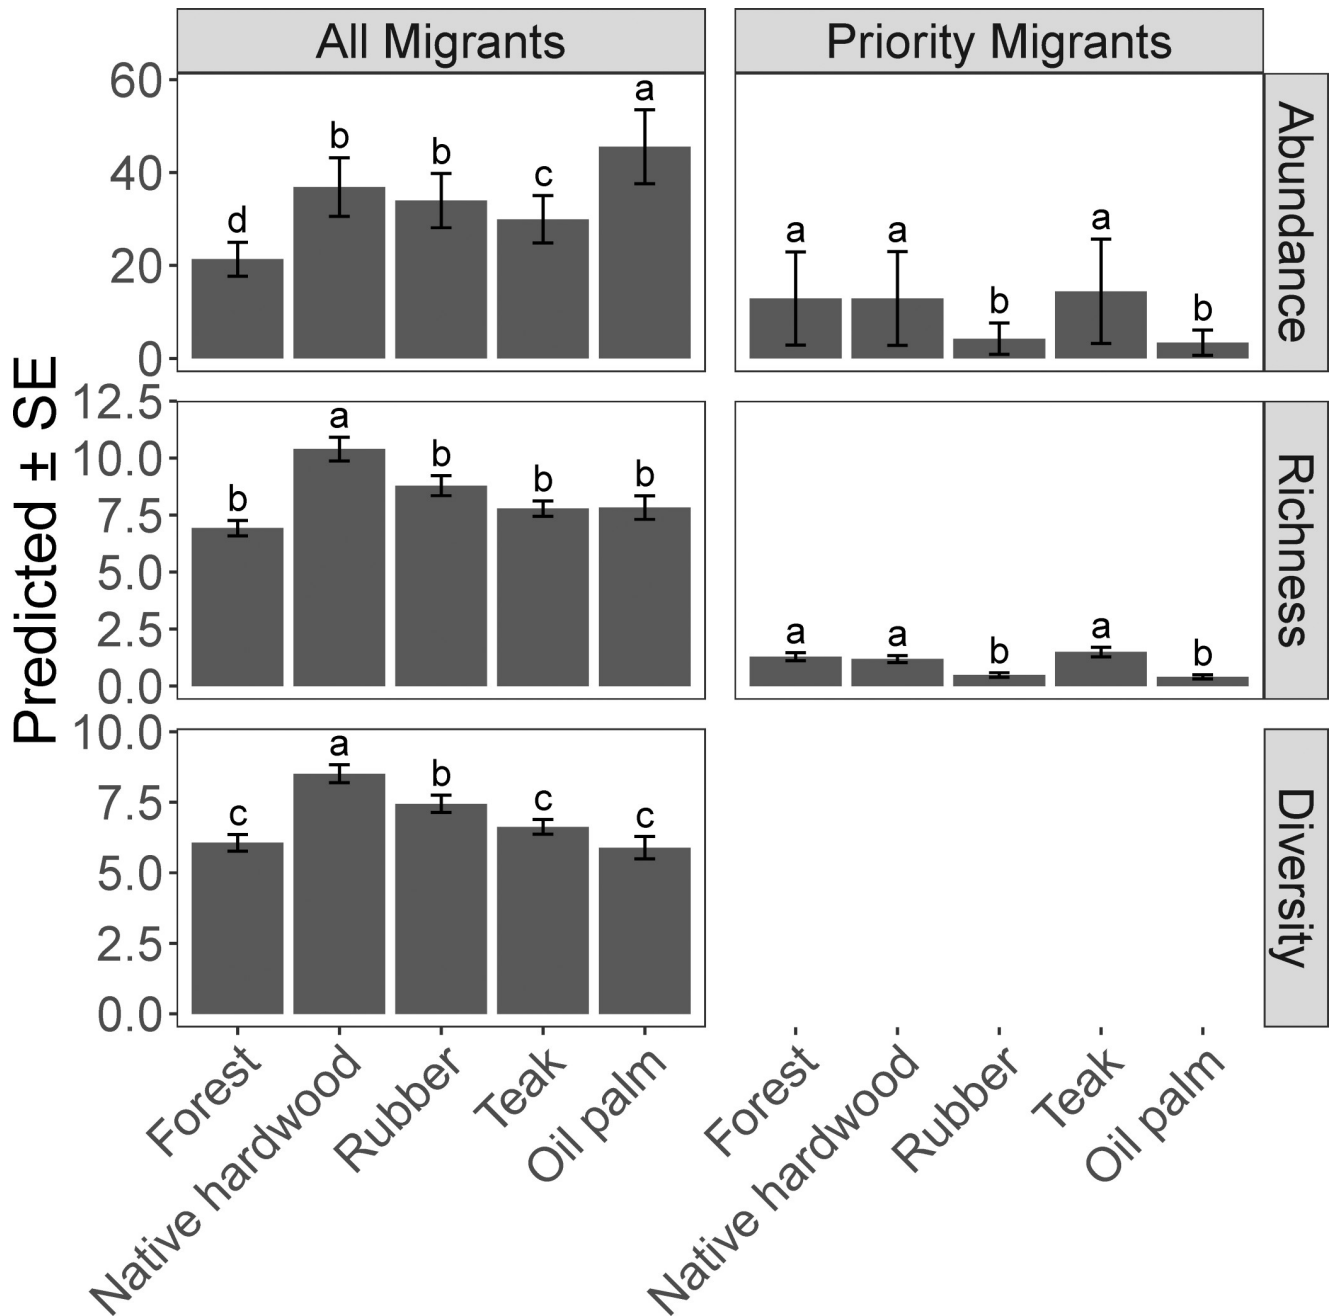 All Migrants
Priority Migrants
Predicted ± SE
60
40
20
0
d
b
b
c
a
a
a
b
a
b
Abundance
12.5
10.0
7.5
5.0
2.5
0.0
b
a
b
b
b
a
a
b
a
b
Richness
10.0
7.5
5.0
2.5
0.0
c
a
b
c
c
Diversity
Forest
Native hardwood
Rubber
Teak
Oil palm
Forest
Native hardwood
Rubber
Teak
Oil palm